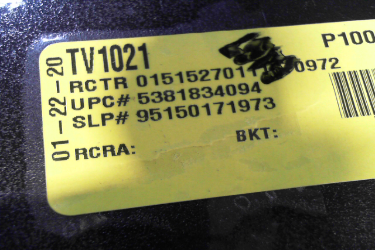 TV1021
P100
RCTR 0151527011 0972
UPC# 5381834094
SLP# 95150171973
BKT:
RCRA:
01-22-20